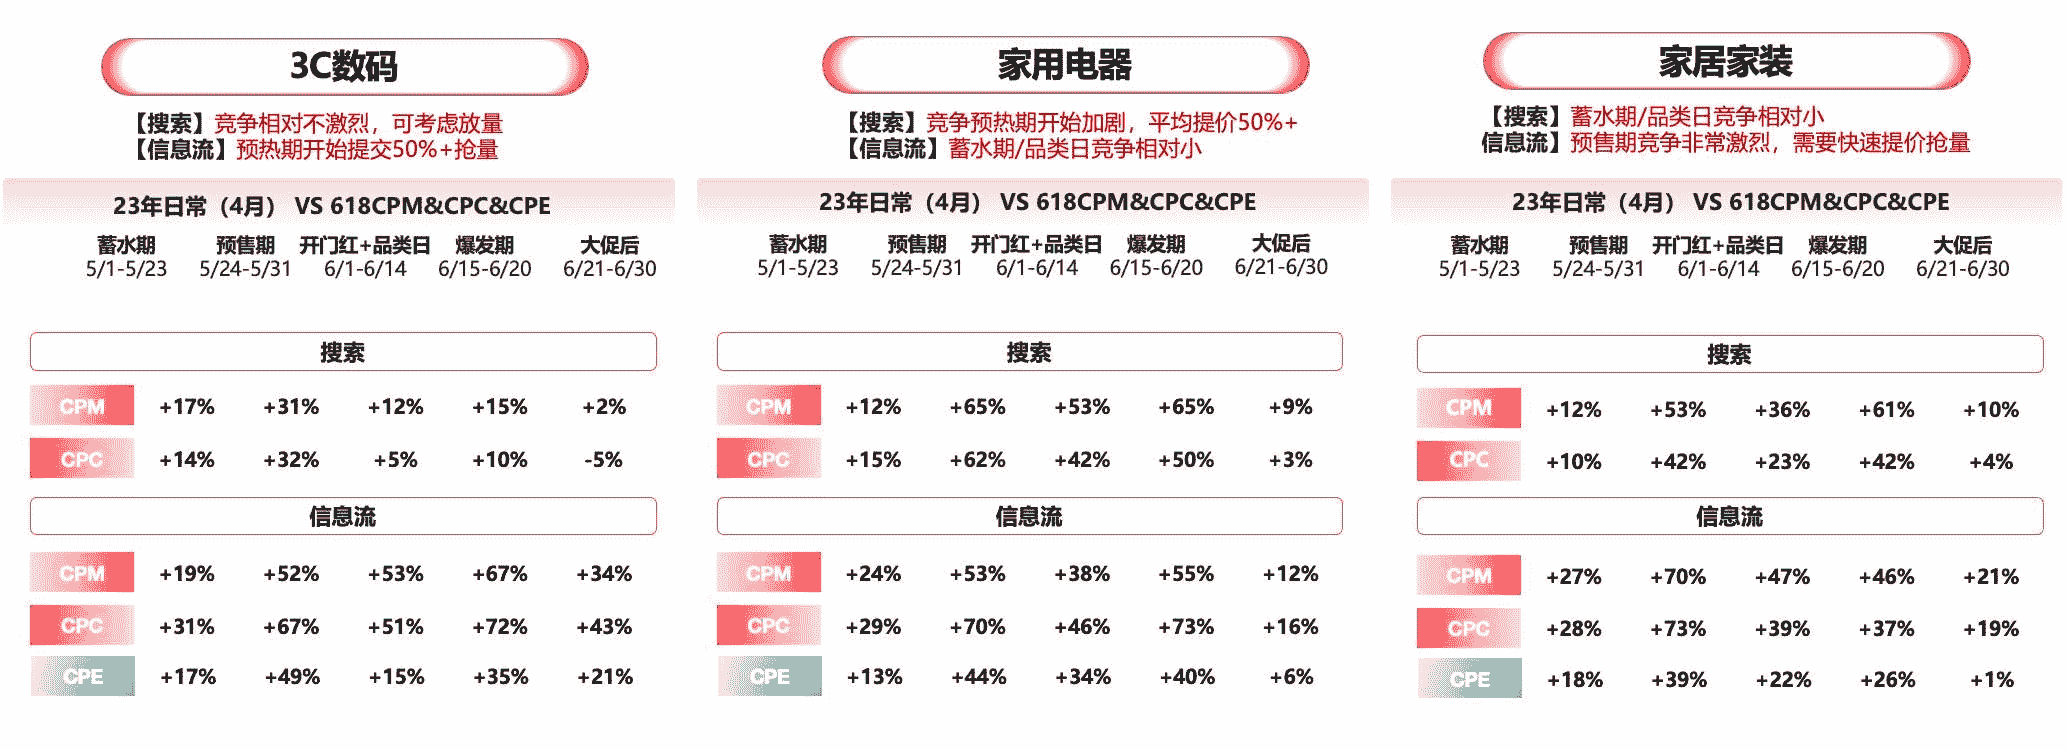 3C数码
【搜索】竞争相对不激烈，可考虑放量
【信息流】预热期开始提交50%+抢量
23年日常（4月） VS 618CPM&CPC&CPE
蓄水期 预售期 开门红+品类日 爆发期 大促后
5/1-5/23 5/24-5/31 6/1-6/14 6/15-6/20 6/21-6/30
搜索
CPM +17% +31% +12% +15% +2%
CPC +14% +32% +5% +10% -5%
信息流
CPM +19% +52% +53% +67% +34%
CPC +31% +67% +51% +72% +43%
CPE +17% +49% +15% +35% +21%
家用电器
【搜索】竞争预热期开始加剧，平均提价50%+
【信息流】蓄水期/品类日竞争相对小
23年日常（4月） VS 618CPM&CPC&CPE
蓄水期 预售期 开门红+品类日 爆发期 大促后
5/1-5/23 5/24-5/31 6/1-6/14 6/15-6/20 6/21-6/30
搜索
CPM +12% +65% +53% +65% +9%
CPC +15% +62% +42% +50% +3%
信息流
CPM +24% +53% +38% +55% +12%
CPC +29% +70% +46% +73% +16%
CPE +13% +44% +34% +40% +6%
家居家装
【搜索】蓄水期/品类日竞争相对小
信息流】预售期竞争非常激烈，需要快速提价抢量
23年日常（4月） VS 618CPM&CPC&CPE
蓄水期 预售期 开门红+品类日 爆发期 大促后
5/1-5/23 5/24-5/31 6/1-6/14 6/15-6/20 6/21-6/30
搜索
CPM +12% +53% +36% +61% +10%
CPC +10% +42% +23% +42% +4%
信息流
CPM +27% +70% +47% +46% +21%
CPC +28% +73% +39% +37% +19%
CPE +18% +39% +22% +26% +1%